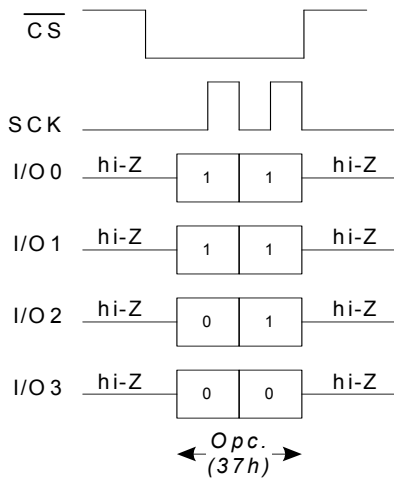 CS
SCK
I/O 0 hi-Z 1 1 hi-Z
I/O 1 hi-Z 1 1 hi-Z
I/O 2 hi-Z 0 1 hi-Z
I/O 3 hi-Z 0 0 hi-Z
Opc.
(37h)